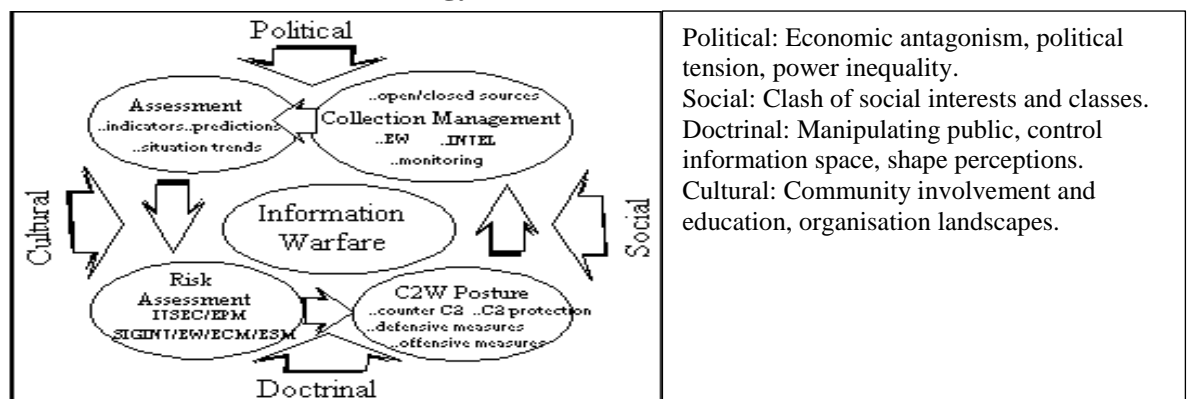 Political
Assessment
..indicators..predictions
..situation trends
..open/closed sources
Collection Management
..EW ..INTEL
..monitoring
Cultural
Information
Warfare
Social
Risk
Assessment
ITSEC/EPM
SIGINT/EW/ECM/ESM
C2W Posture
..counter C2 ..C2 protection
..defensive measures
..offensive measures
Doctrinal
Political: Economic antagonism, political
tension, power inequality.
Social: Clash of social interests and classes.
Doctrinal: Manipulating public, control
information space, shape perceptions.
Cultural: Community involvement and
education, organisation landscapes.